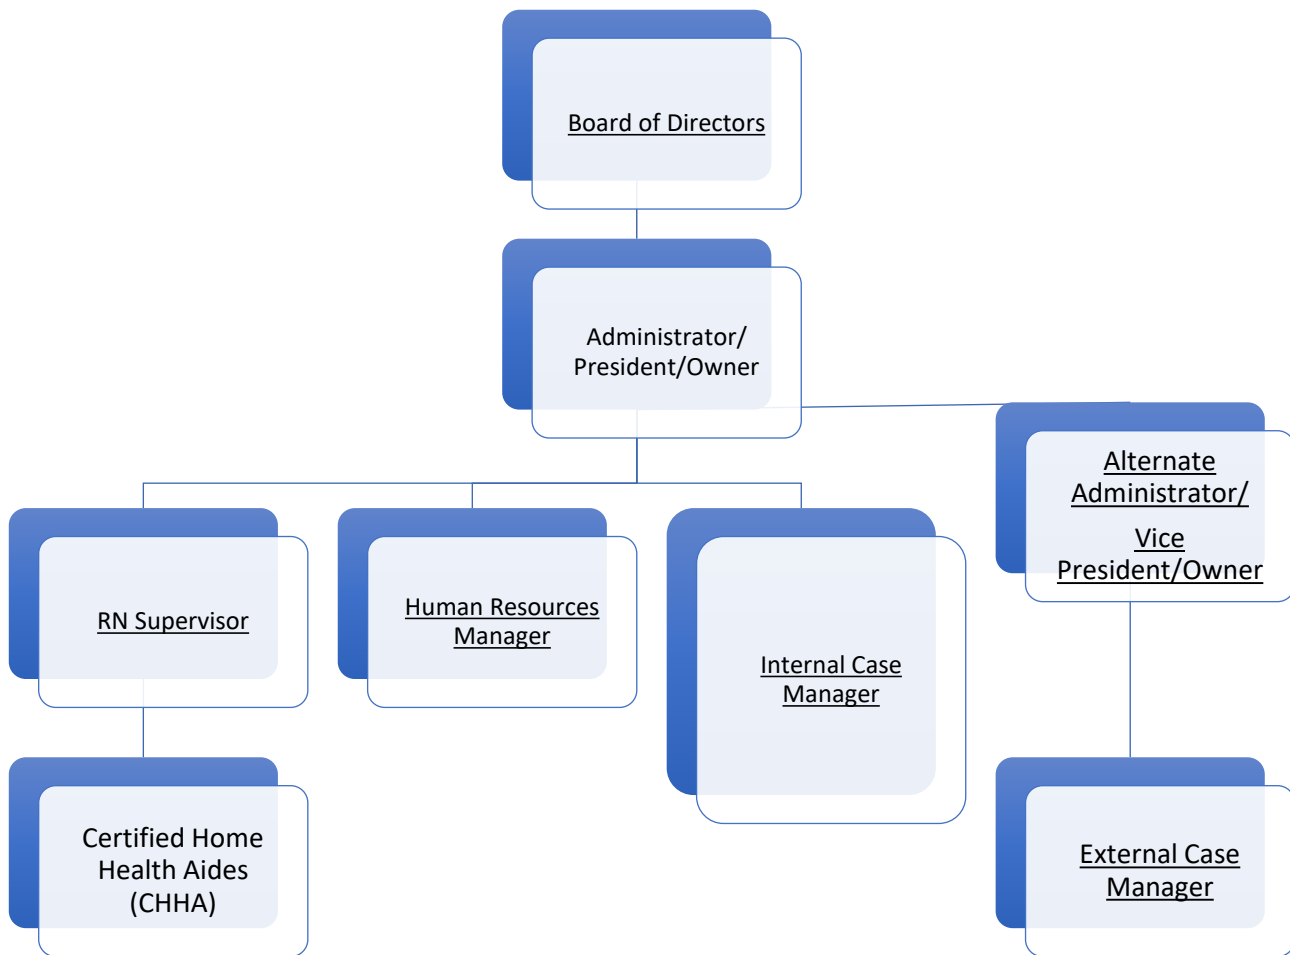 Board of Directors
Administrator/
President/Owner
Alternate
Administrator/
Vice
President/Owner
RN Supervisor
Human Resources
Manager
Internal Case
Manager
Certified Home
Health Aides
(CHHA)
External Case
Manager